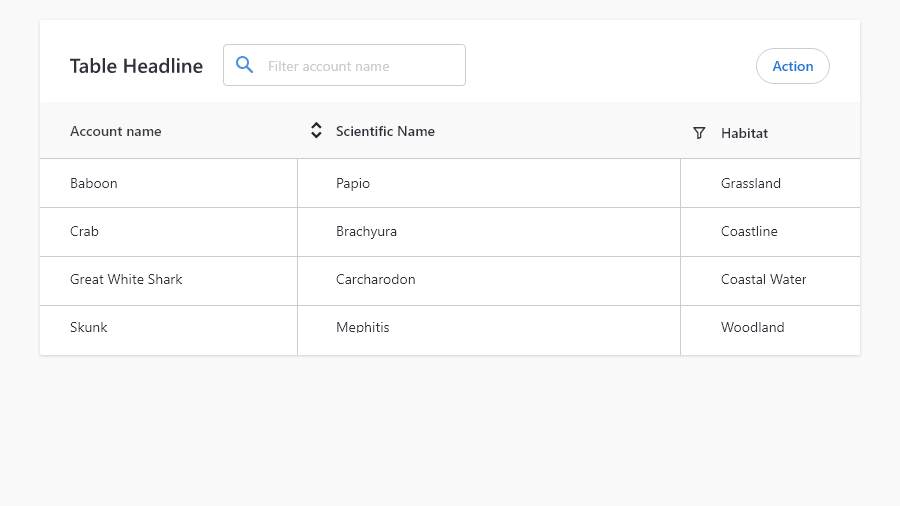 Table Headline Filter account name Action
Account name Scientific Name Habitat
Baboon Papio Grassland
Crab Brachyura Coastline
Great White Shark Carcharodon Coastal Water
Skunk Mephitis Woodland